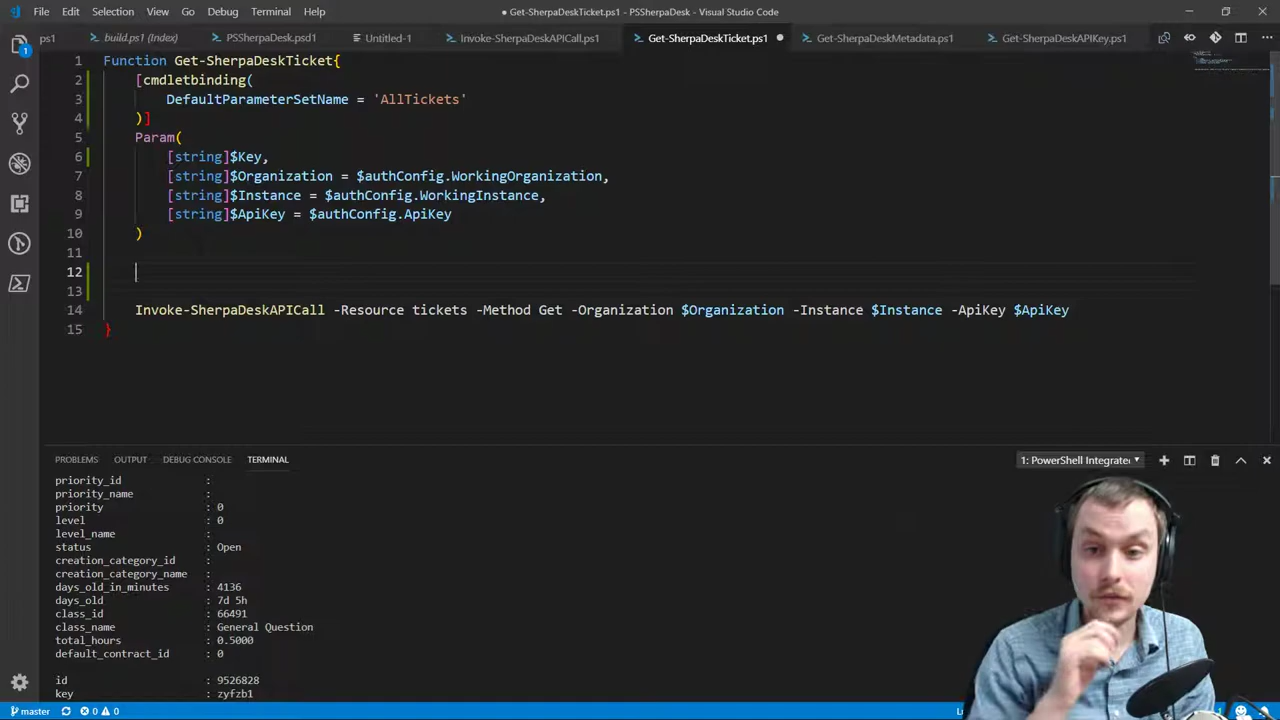 File Edit Selection View Go Debug Terminal Help
● Get-SherpaDeskTicket.ps1 - PSSherpaDesk - Visual Studio Code
ps1 build.ps1 (Index) PSSherpaDesk.psd1 Untitled-1 Invoke-SherpaDeskAPICall.ps1 Get-SherpaDeskTicket.ps1 ● Get-SherpaDeskMetadata.ps1 Get-SherpaDeskAPIKey.ps1
1 Function Get-SherpaDeskTicket{
2 [cmdletbinding(
3 DefaultParameterSetName = 'AllTickets'
4 )]
5 Param(
6 [string]$Key,
7 [string]$Organization = $authConfig.WorkingOrganization,
8 [string]$Instance = $authConfig.WorkingInstance,
9 [string]$ApiKey = $authConfig.ApiKey
10 )
11
12
13
14 Invoke-SherpaDeskAPICall -Resource tickets -Method Get -Organization $Organization -Instance $Instance -ApiKey $ApiKey
15 }
1
PROBLEMS OUTPUT DEBUG CONSOLE TERMINAL
1: PowerShell Integrate
priority_id :
priority_name :
priority : 0
level : 0
level_name :
status : Open
creation_category_id :
creation_category_name :
days_old_in_minutes : 4136
days_old : 7d 5h
class_id : 66491
class_name : General Question
total_hours : 0.5000
default_contract_id : 0
id : 9526828
key : zyfzb1
master 0 0